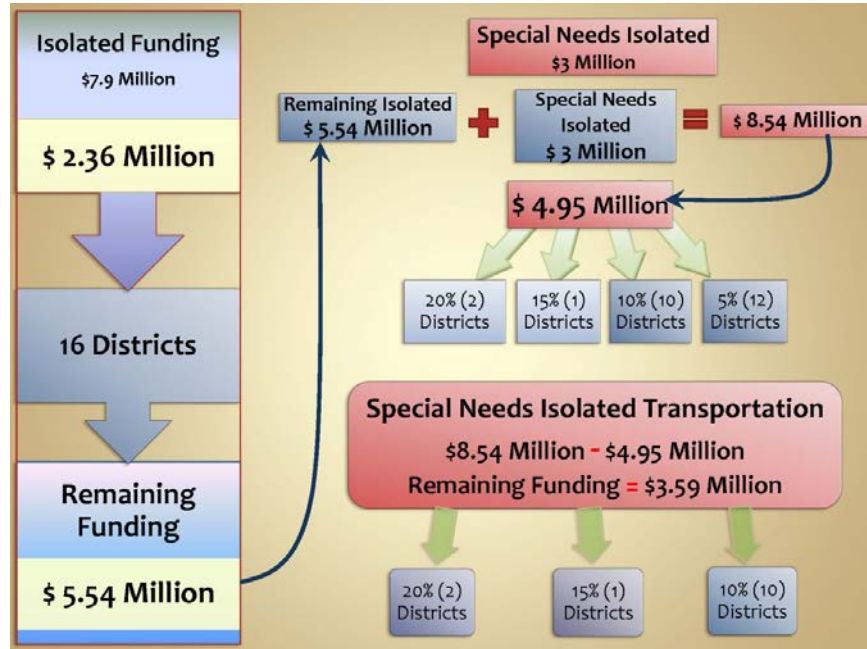 Isolated Funding
$7.9 Million
$ 2.36 Million
16 Districts
Remaining
Funding
$ 5.54 Million
Special Needs Isolated
$3 Million
Remaining Isolated
$ 5.54 Million
+
Special Needs
Isolated
$ 3 Million
=
$ 8.54 Million
$ 4.95 Million
20% (2)
Districts
15% (1)
Districts
10% (10)
Districts
5% (12)
Districts
Special Needs Isolated Transportation
$8.54 Million - $4.95 Million
Remaining Funding = $3.59 Million
20% (2)
Districts
15% (1)
Districts
10% (10)
Districts